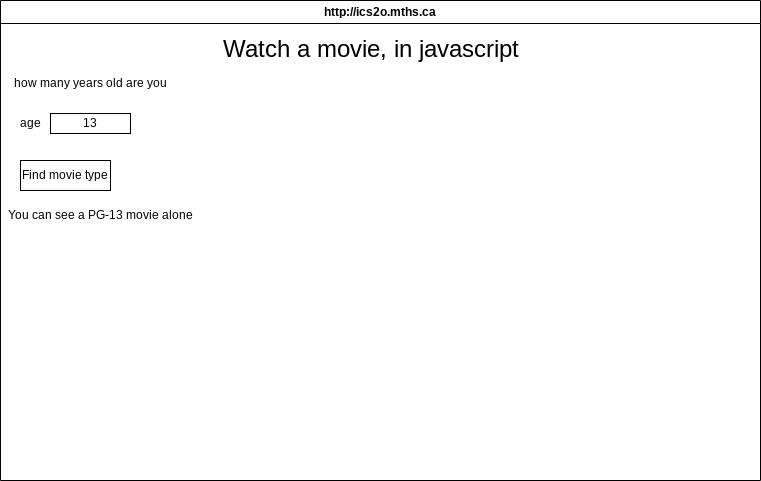 http://ics2o.mths.ca
Watch a movie, in javascript
how many years old are you
age 13
Find movie type
You can see a PG-13 movie alone